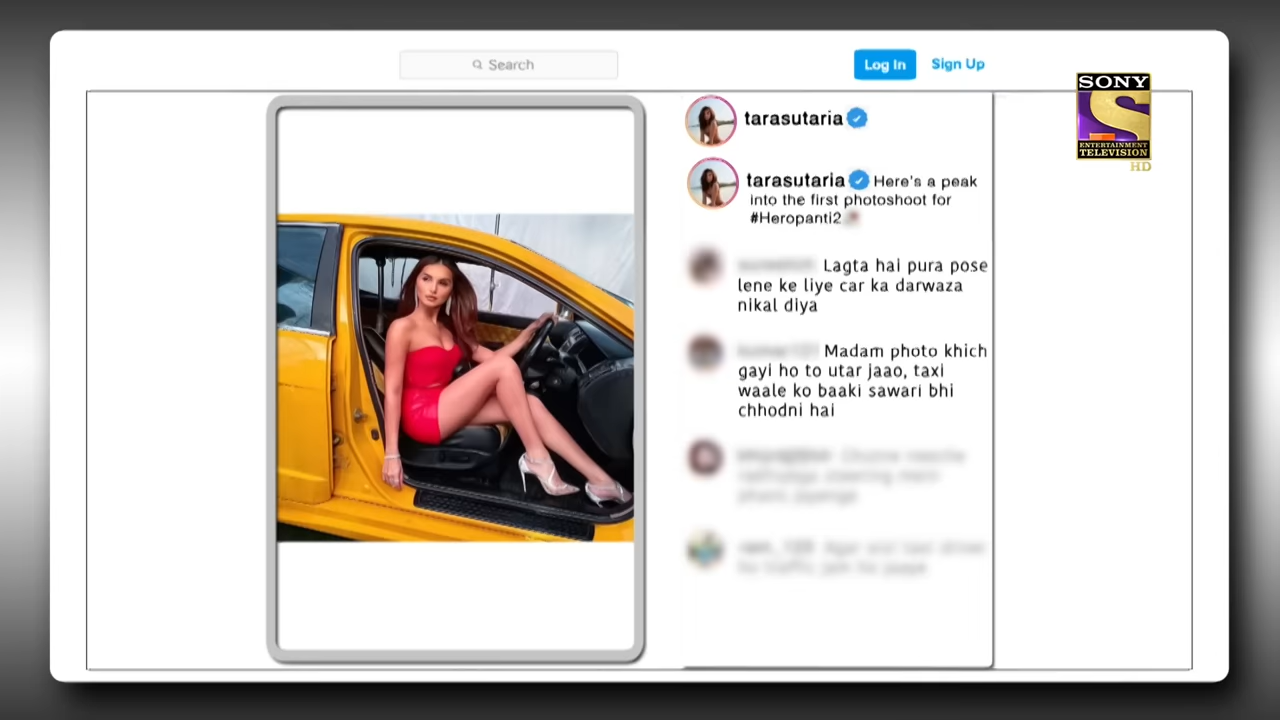 Search
Log In
Sign Up
SONY
ENTERTAINMENT
TELEVISION
HD
tarasutaria
tarasutaria Here's a peak
into the first photoshoot for
#Heropanti2
Lagta hai pura pose
lene ke liye car ka darwaza
nikal diya
Madam photo khich
gayi ho to utar jaao, taxi
waale ko baaki sawari bhi
chhodni hai